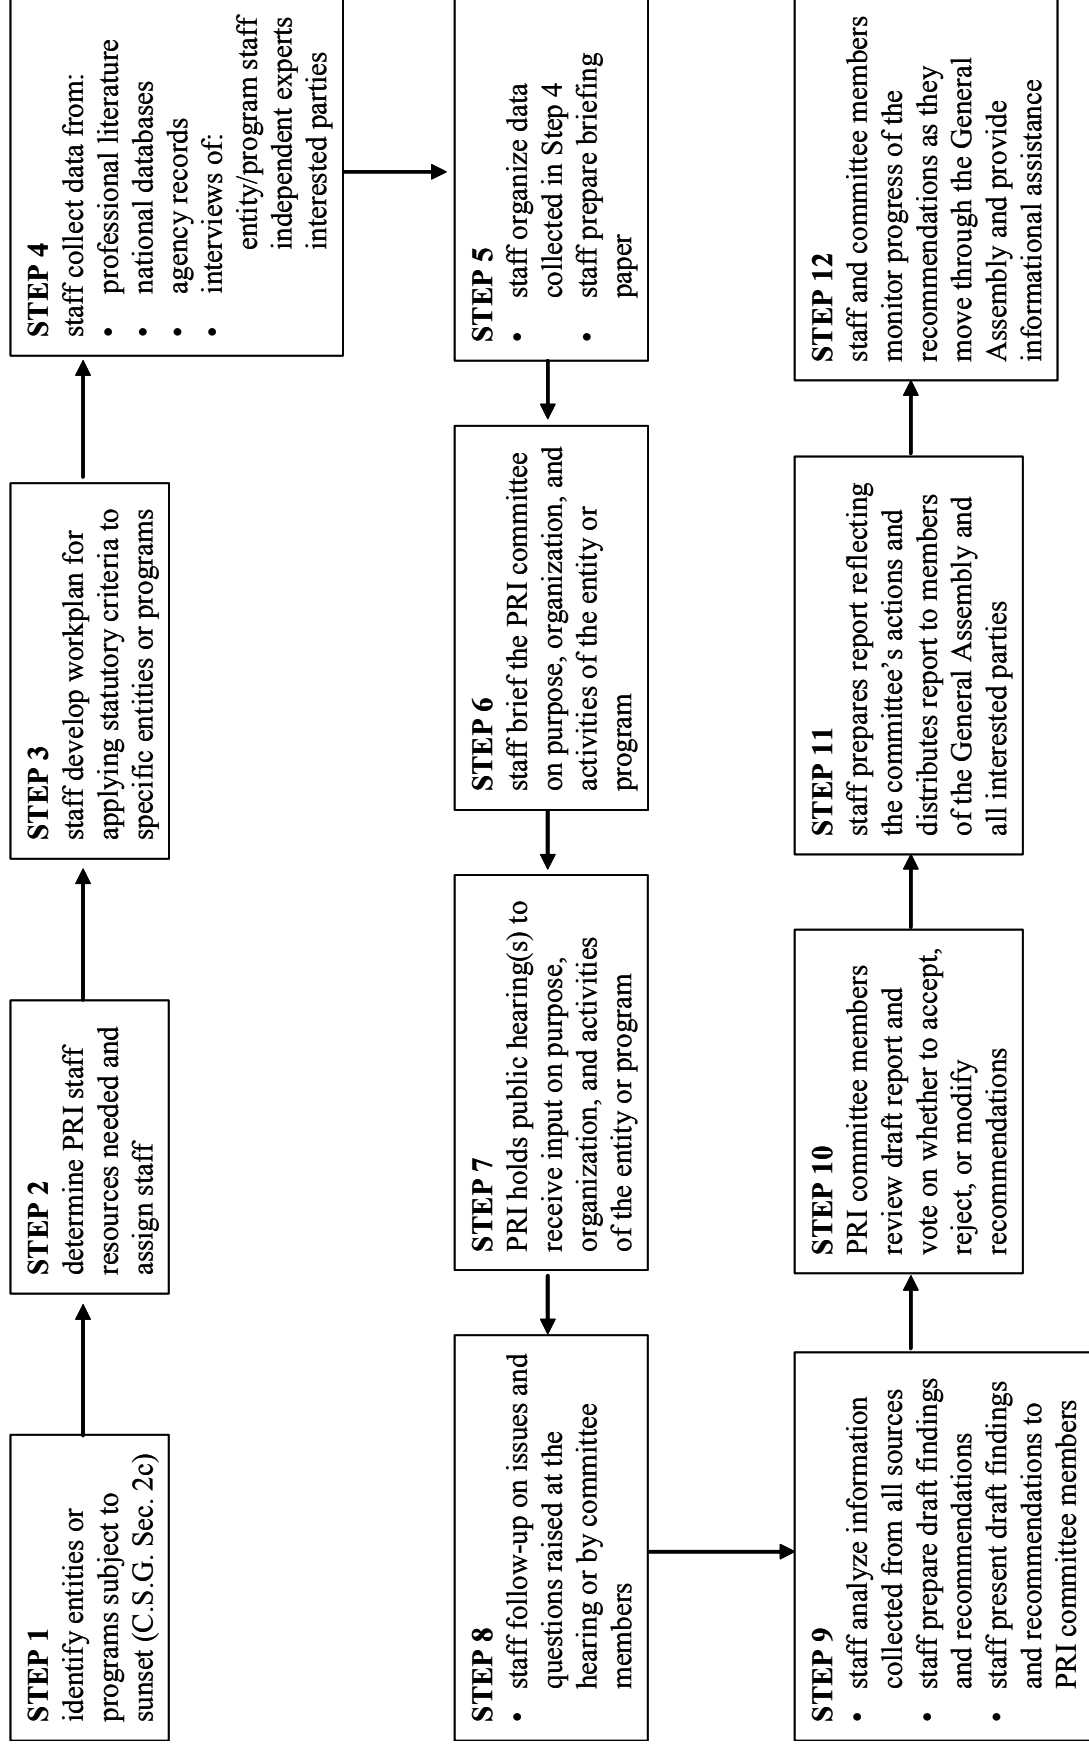 STEP 1
identify entities or
programs subject to
sunset (C.S.G. Sec. 2c)
STEP 2
determine PRI staff
resources needed and
assign staff
STEP 3
staff develop workplan for
applying statutory criteria to
specific entities or programs
STEP 4
staff collect data from:
• professional literature
• national databases
• agency records
• interviews of:
entity/program staff
independent experts
interested parties
STEP 5
• staff organize data
collected in Step 4
• staff prepare briefing
paper
STEP 6
staff brief the PRI committee
on purpose, organization, and
activities of the entity or
program
STEP 7
PRI holds public hearing(s) to
receive input on purpose,
organization, and activities
of the entity or program
STEP 8
• staff follow-up on issues and
questions raised at the
hearing or by committee
members
STEP 9
• staff analyze information
collected from all sources
• staff prepare draft findings
and recommendations
• staff present draft findings
and recommendations to
PRI committee members
STEP 10
PRI committee members
review draft report and
vote on whether to accept,
reject, or modify
recommendations
STEP 11
staff prepares report reflecting
the committee's actions and
distributes report to members
of the General Assembly and
all interested parties
STEP 12
staff and committee members
monitor progress of the
recommendations as they
move through the General
Assembly and provide
informational assistance